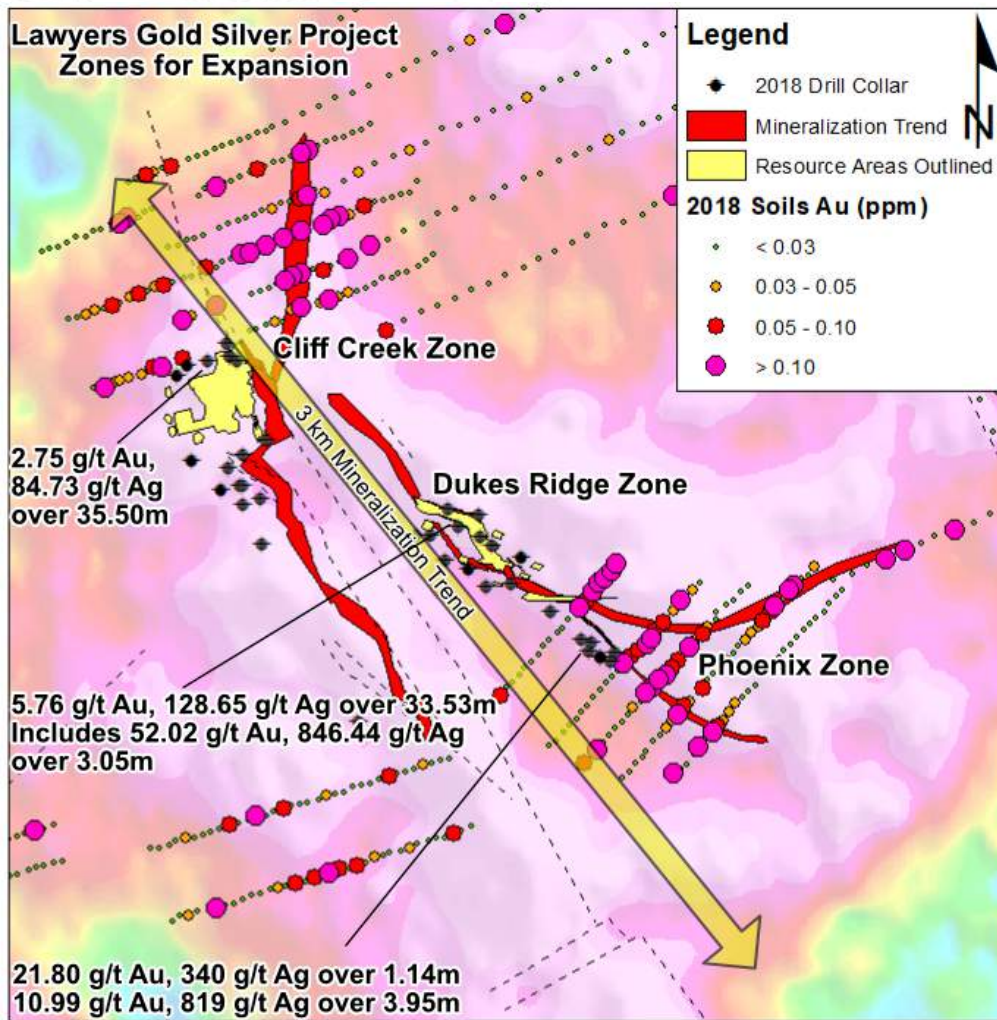 Lawyers Gold Silver Project
Zones for Expansion
Legend
2018 Drill Collar
Mineralization Trend
Resource Areas Outlined
N
2018 Soils Au (ppm)
< 0.03
0.03 - 0.05
0.05 - 0.10
> 0.10
Cliff Creek Zone
3 km Mineralization Trend
2.75 g/t Au,
84.73 g/t Ag
over 35.50m
Dukes Ridge Zone
Phoenix Zone
5.76 g/t Au, 128.65 g/t Ag over 33.53m
Includes 52.02 g/t Au, 846.44 g/t Ag
over 3.05m
21.80 g/t Au, 340 g/t Ag over 1.14m
10.99 g/t Au, 819 g/t Ag over 3.95m